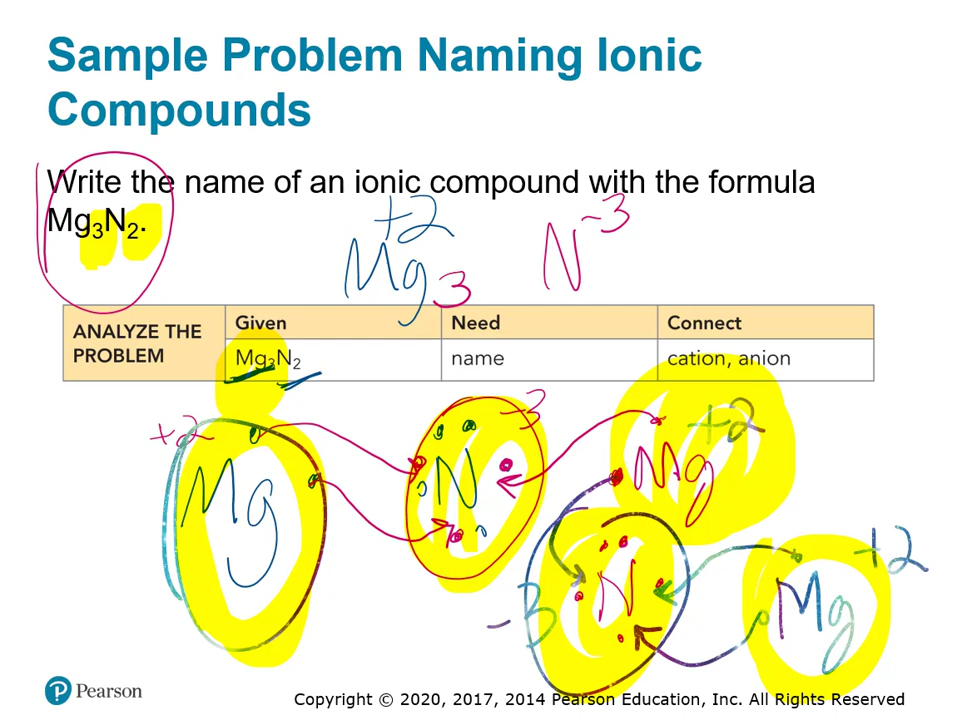 Sample Problem Naming Ionic
Compounds
Write the name of an ionic compound with the formula
Mg₃N₂.
Mg₃ +2 N -3
ANALYZE THE
PROBLEM
Given Need Connect
Mg₃N₂ name cation, anion
+2 -3 +2
Mg N Mg
+2
-3 N Mg
Pearson
Copyright © 2020, 2017, 2014 Pearson Education, Inc. All Rights Reserved